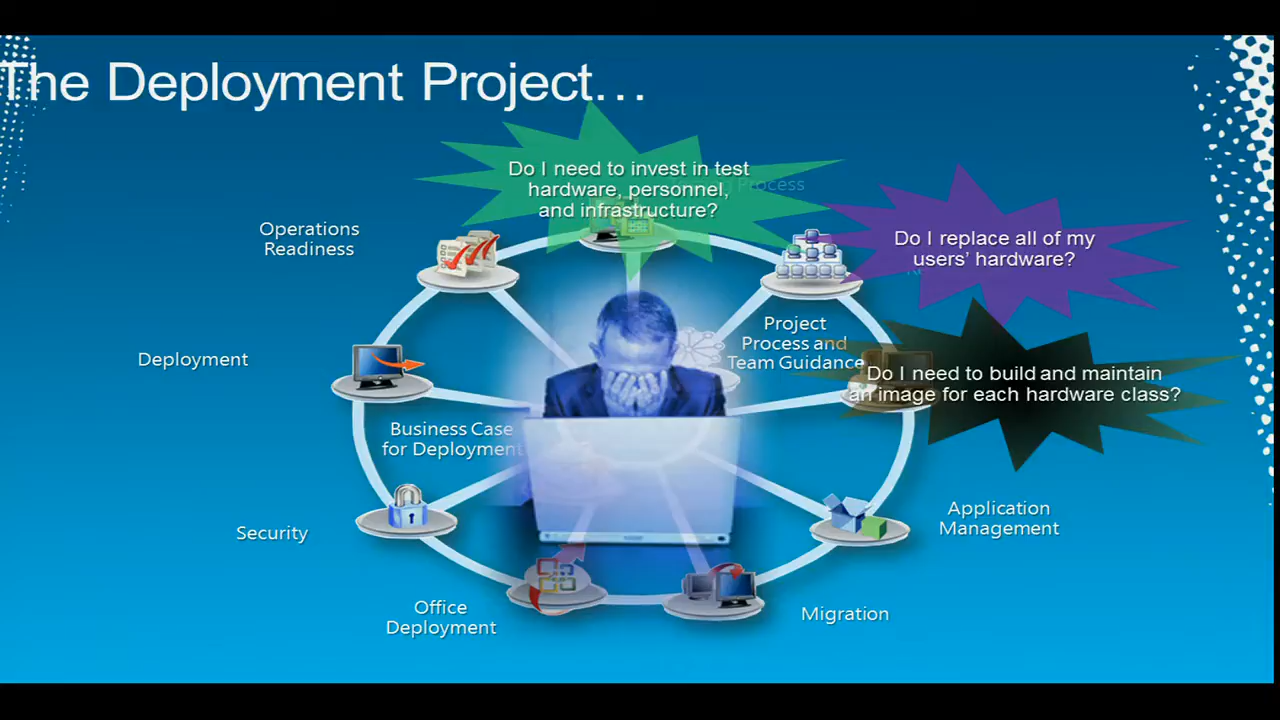 The Deployment Project…
Do I need to invest in test
hardware, personnel,
and infrastructure?
Process
Operations
Readiness
Do I replace all of my
users’ hardware?
Project
Process and
Team Guidance
Deployment
Do I need to build and maintain
an image for each hardware class?
Business Case
for Deployment
Security
Application
Management
Office
Deployment
Migration